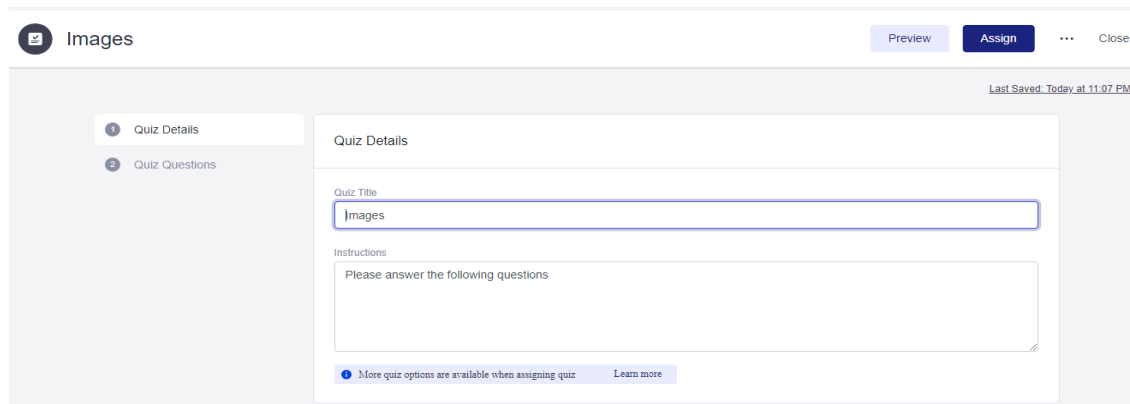 Images
Preview
Assign
Close
Last Saved: Today at 11:07 PM
1 Quiz Details
2 Quiz Questions
Quiz Details
Quiz Title
Images
Instructions
Please answer the following questions
More quiz options are available when assigning quiz Learn more